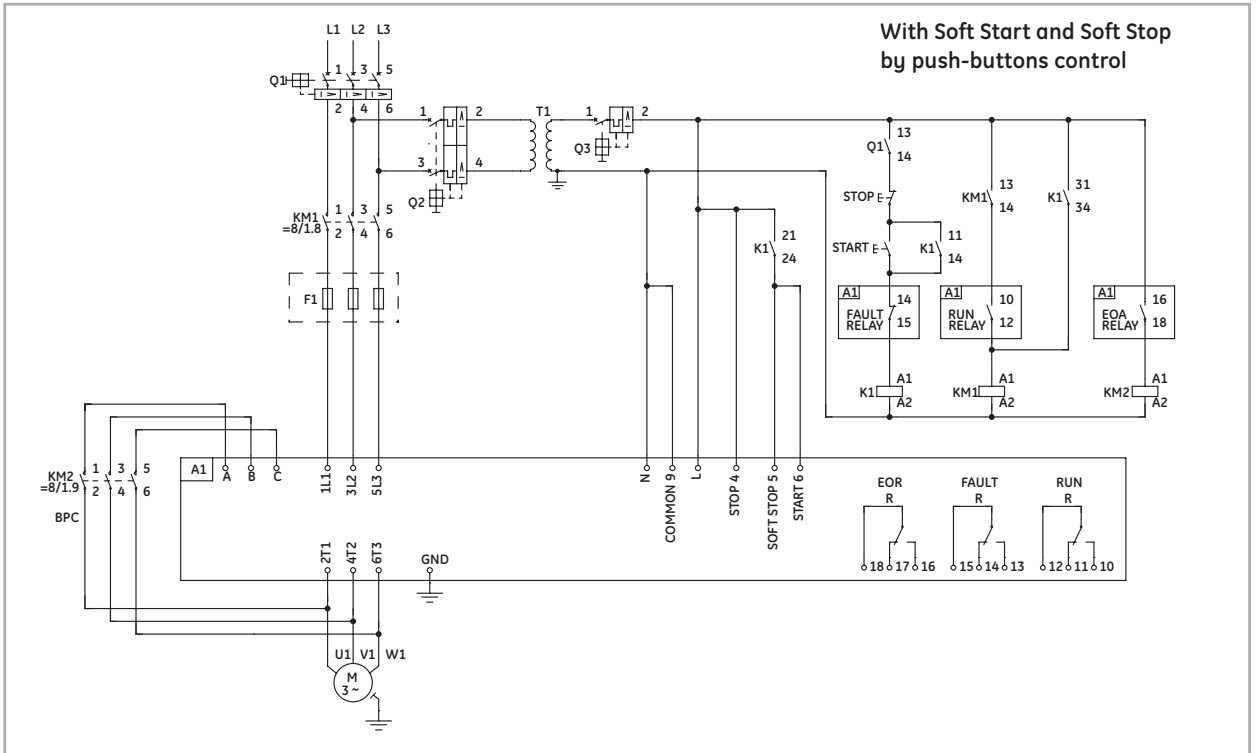 With Soft Start and Soft Stop
by push-buttons control
L1 L2 L3
Q1 1 3 5
2 4 6
1 2
3 4
Q2
T1
1 2
Q3
KM1
=8/1.8
1 3 5
2 4 6
F1
K1 21
24
Q1 13
14
STOP E
START E
K1 11
14
KM1 13
14
K1 31
34
A1
FAULT
RELAY
14
15
A1
RUN
RELAY
10
12
A1
EOA
RELAY
16
18
K1 A1
A2
KM1 A1
A2
KM2 A1
A2
KM2
=8/1.9
1 3 5
2 4 6
BPC
A1
A B C
1L1
3L2
5L3
N
COMMON 9
L
STOP 4
SOFT STOP 5
START 6
2T1
4T2
6T3
GND
EOR
R
18 17 16
FAULT
R
15 14 13
RUN
R
12 11 10
U1 V1 W1
M
3~